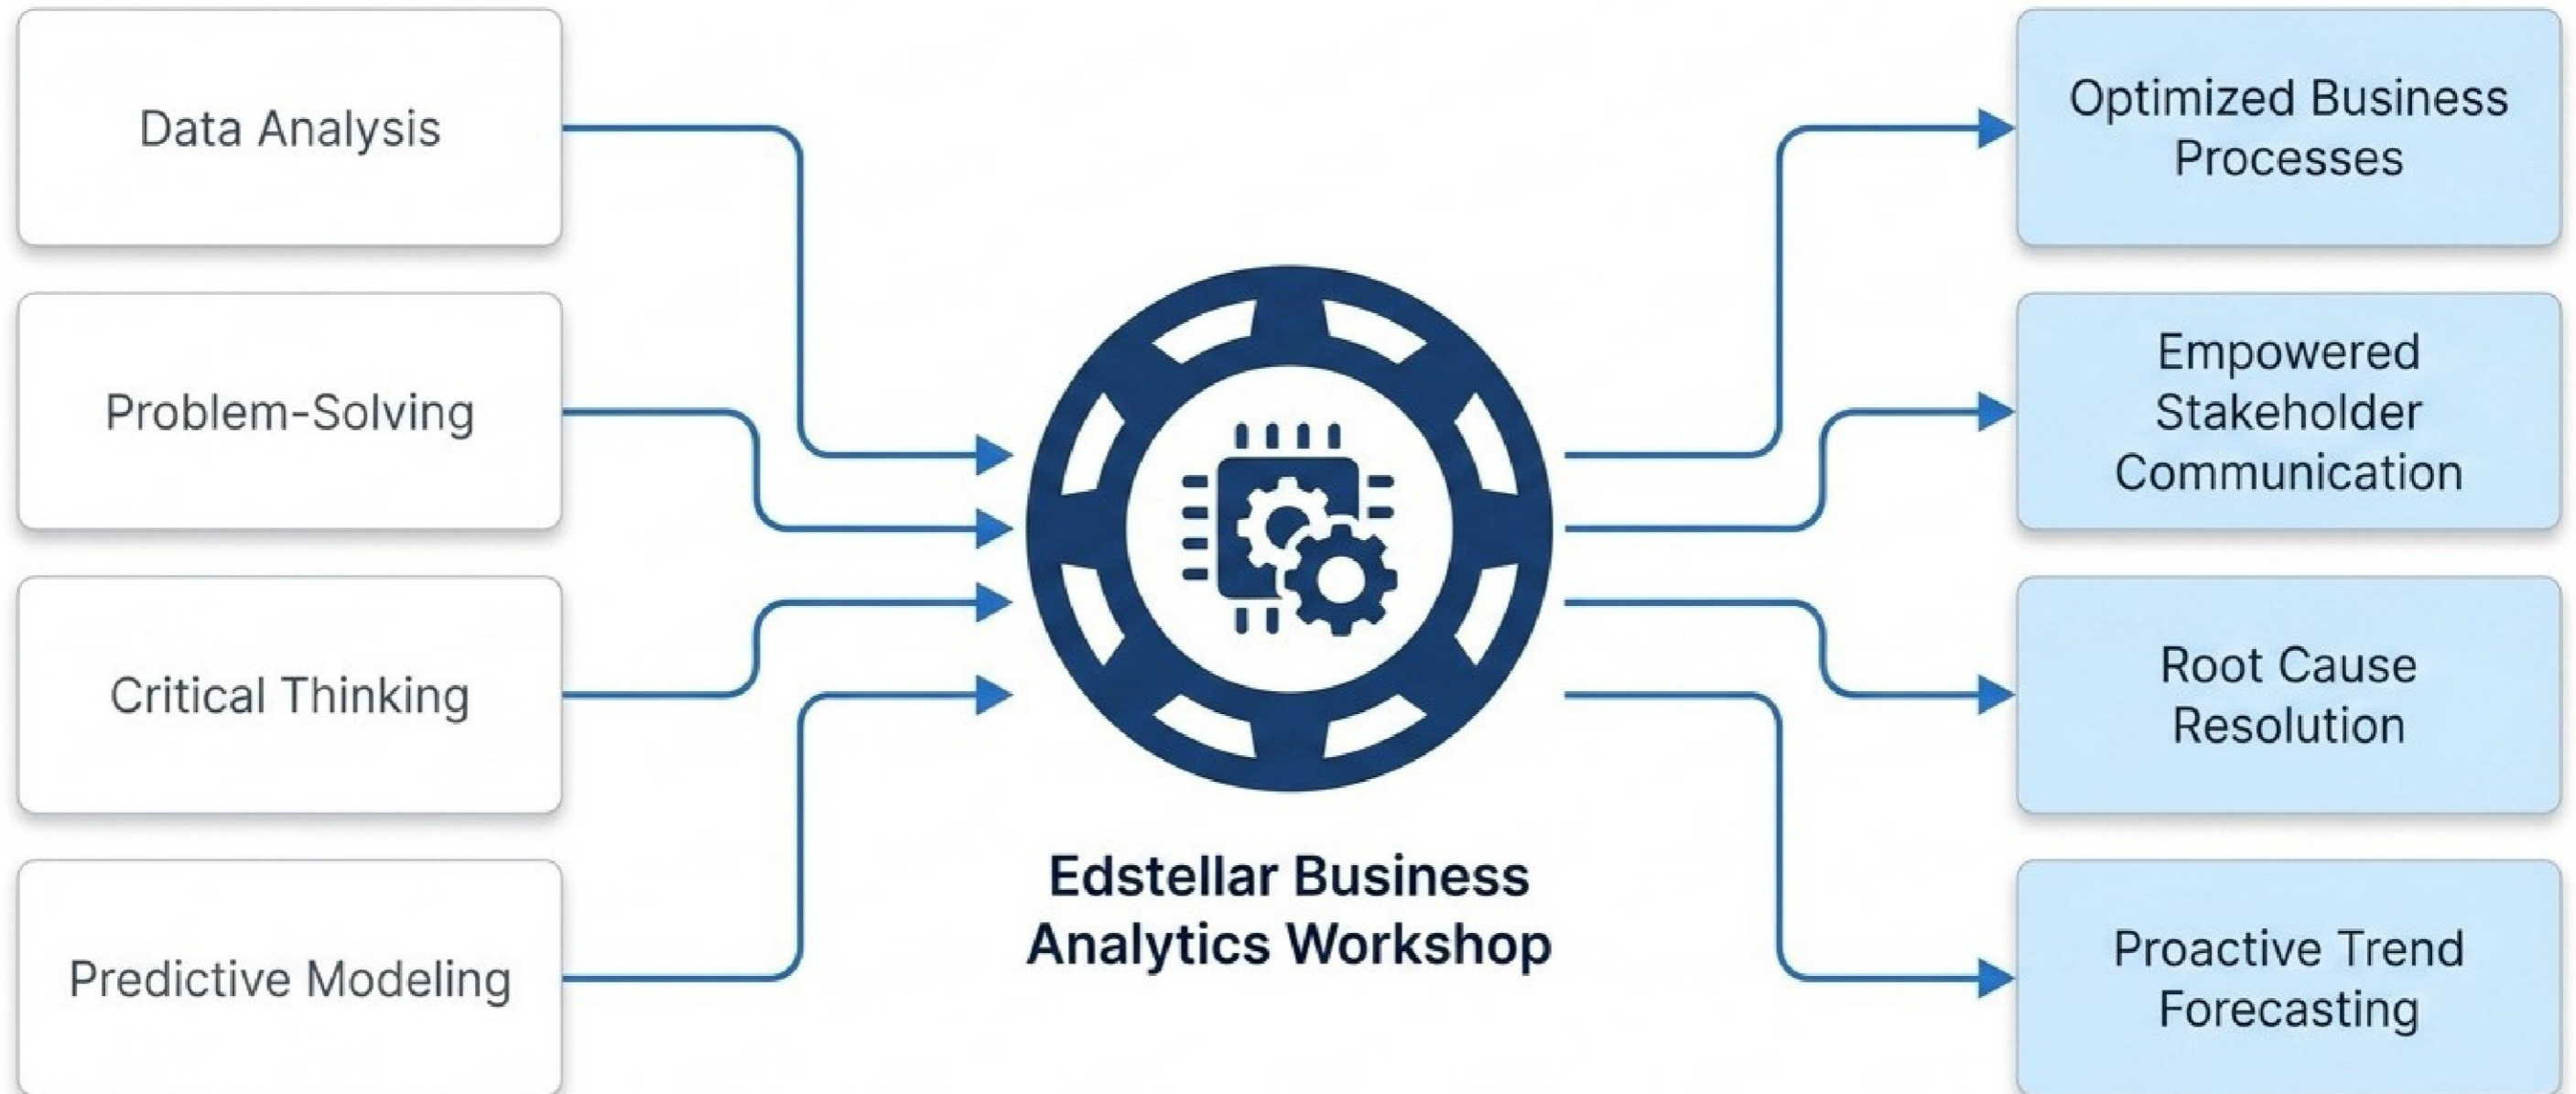 Data Analysis
Problem-Solving
Critical Thinking
Predictive Modeling
Edstellar Business
Analytics Workshop
Optimized Business
Processes
Empowered
Stakeholder
Communication
Root Cause
Resolution
Proactive Trend
Forecasting